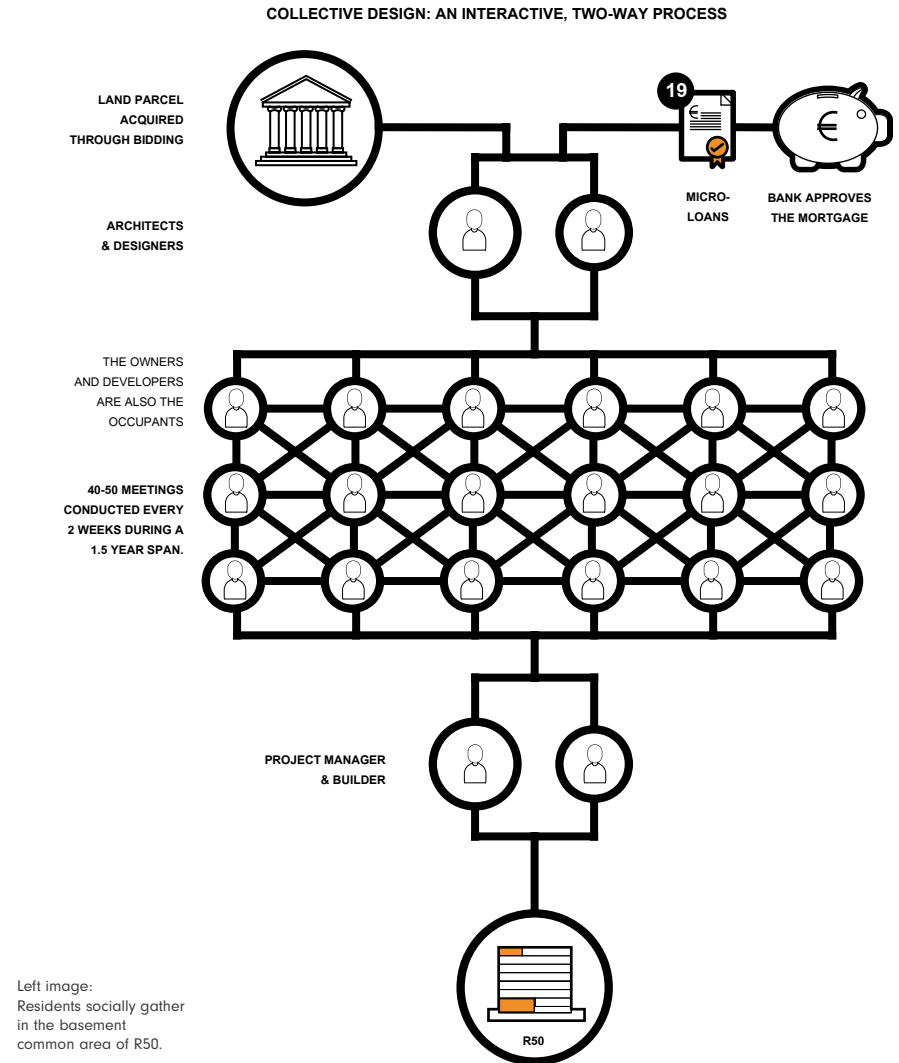 COLLECTIVE DESIGN: AN INTERACTIVE, TWO-WAY PROCESS
LAND PARCEL
ACQUIRED
THROUGH BIDDING
19
€
€
MICRO-
LOANS
BANK APPROVES
THE MORTGAGE
ARCHITECTS
& DESIGNERS
THE OWNERS
AND DEVELOPERS
ARE ALSO THE
OCCUPANTS
40-50 MEETINGS
CONDUCTED EVERY
2 WEEKS DURING A
1.5 YEAR SPAN.
PROJECT MANAGER
& BUILDER
R50
Left image:
Residents socially gather
in the basement
common area of R50.